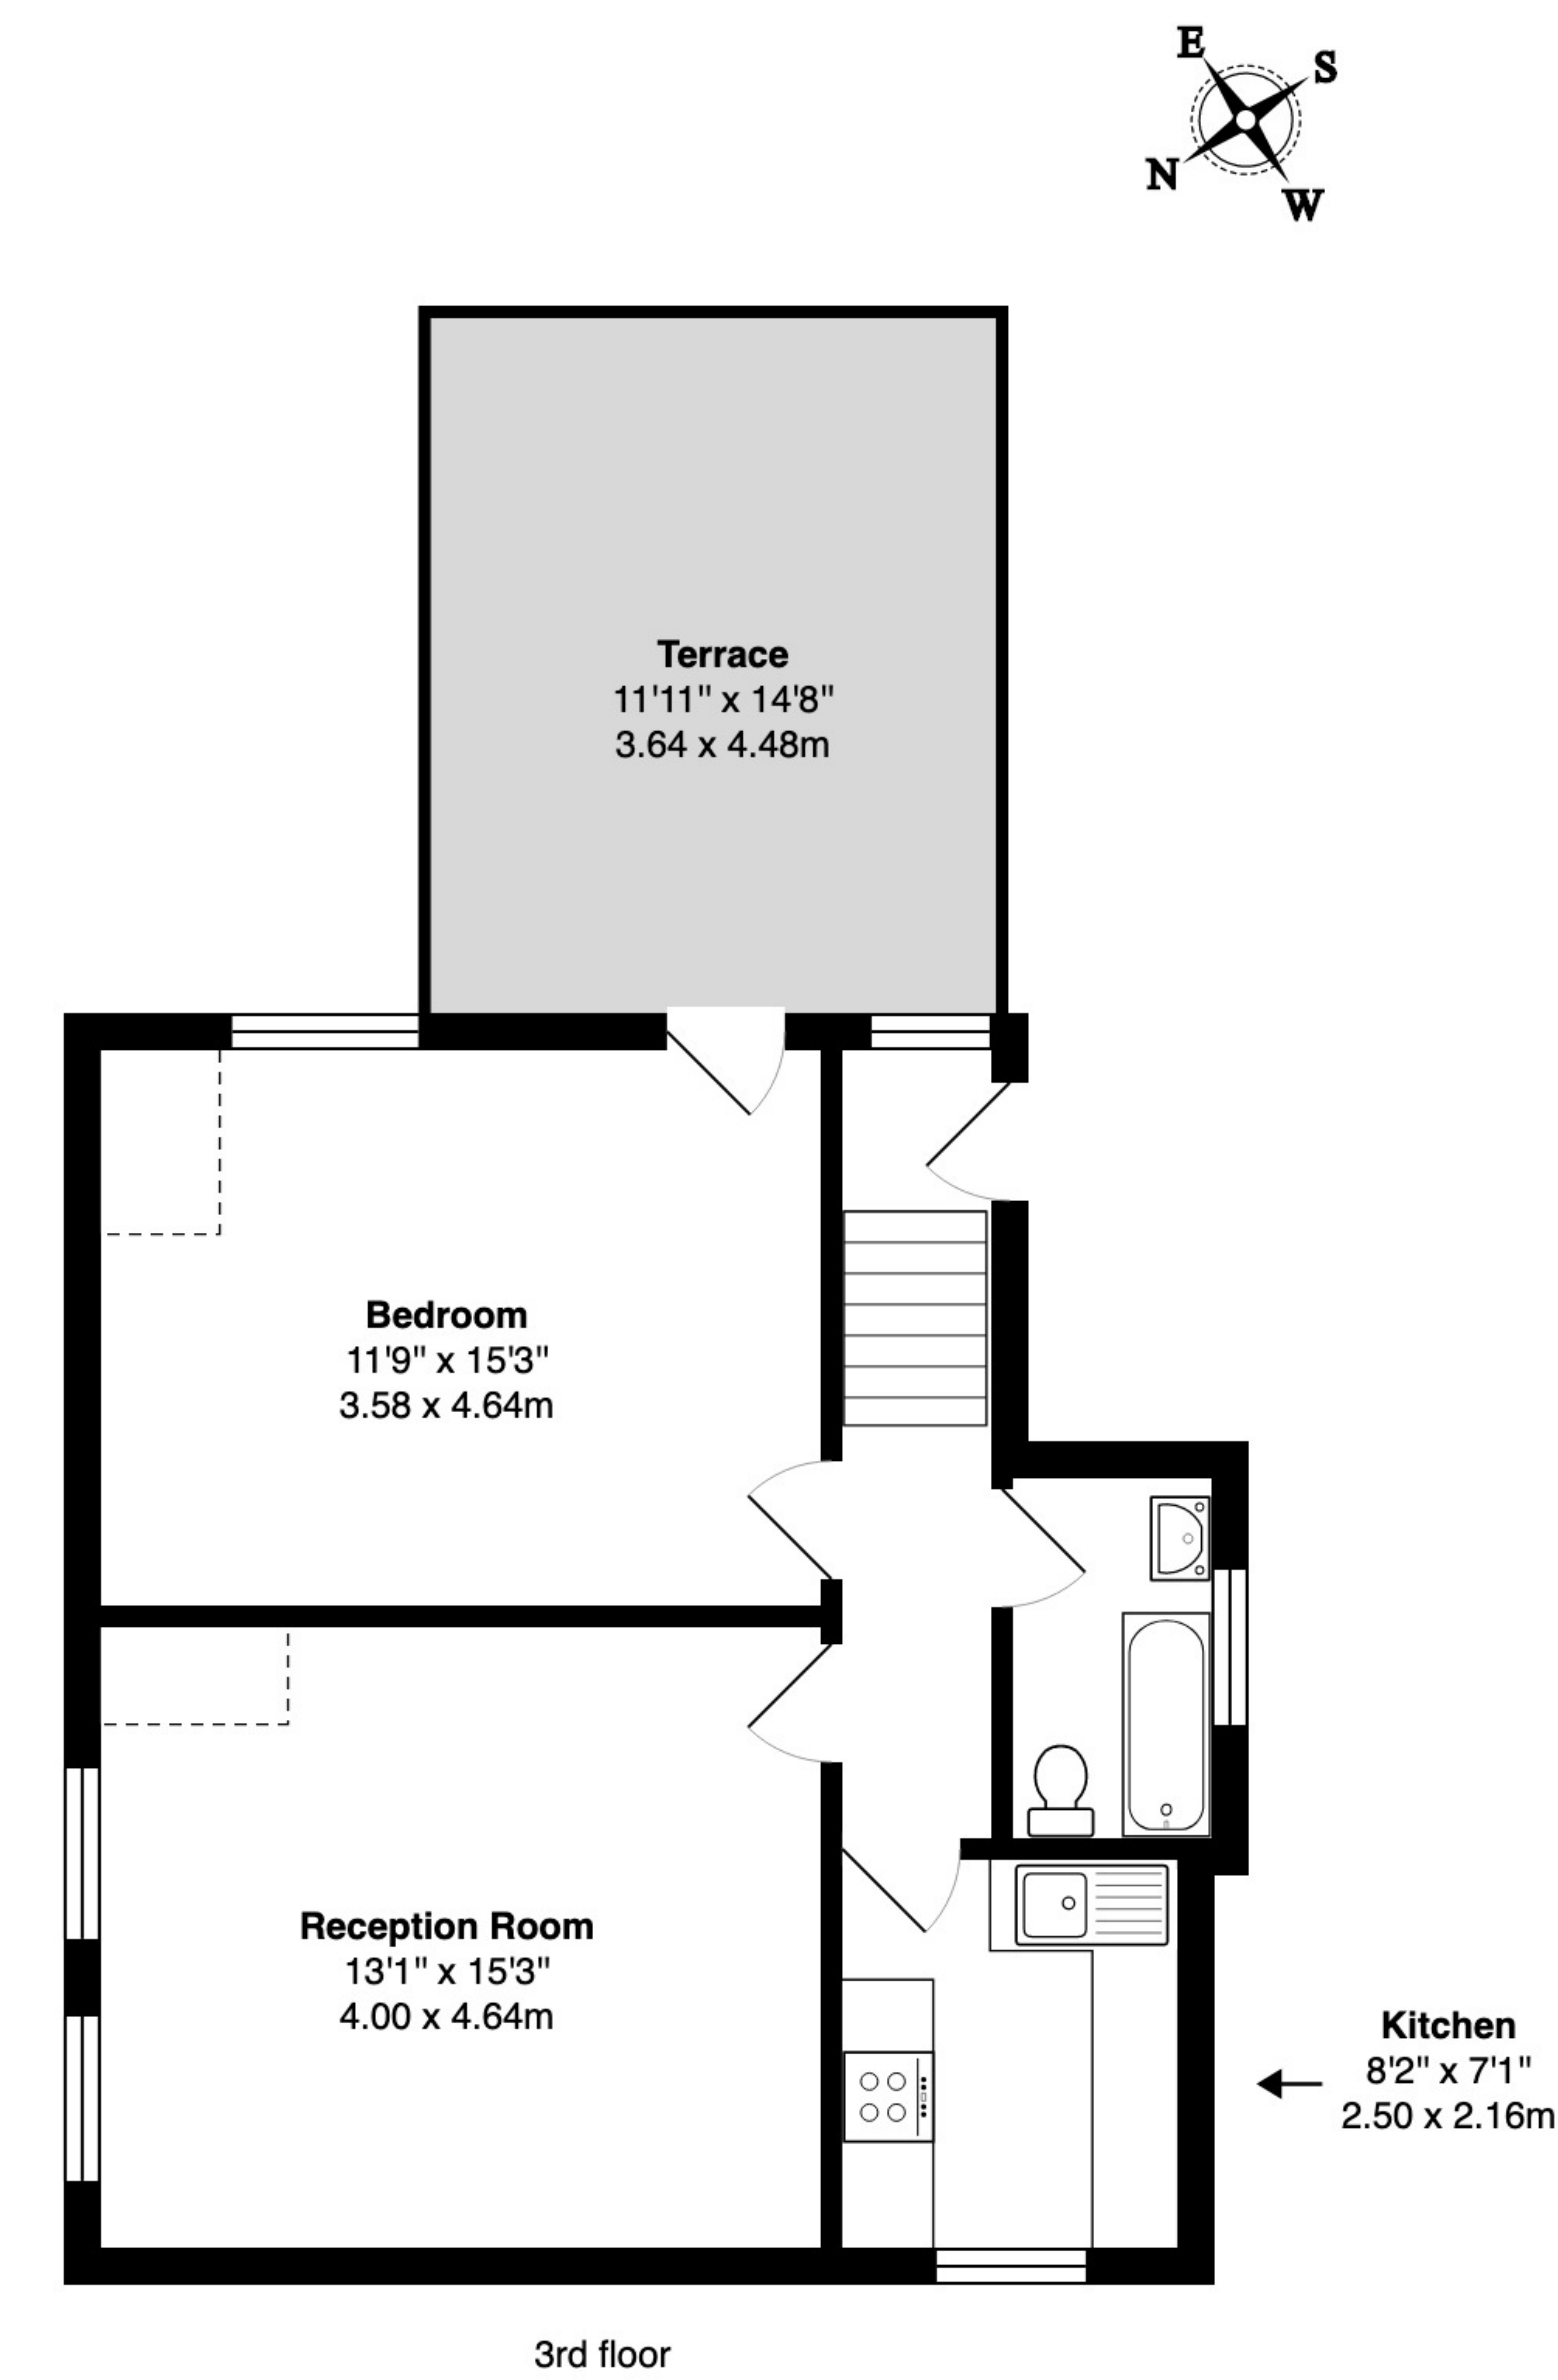 E
S
N
W
Terrace
11'11" x 14'8"
3.64 x 4.48m
Bedroom
11'9" x 15'3"
3.58 x 4.64m
Reception Room
13'1" x 15'3"
4.00 x 4.64m
Kitchen
8'2" x 7'1"
2.50 x 2.16m
3rd floor